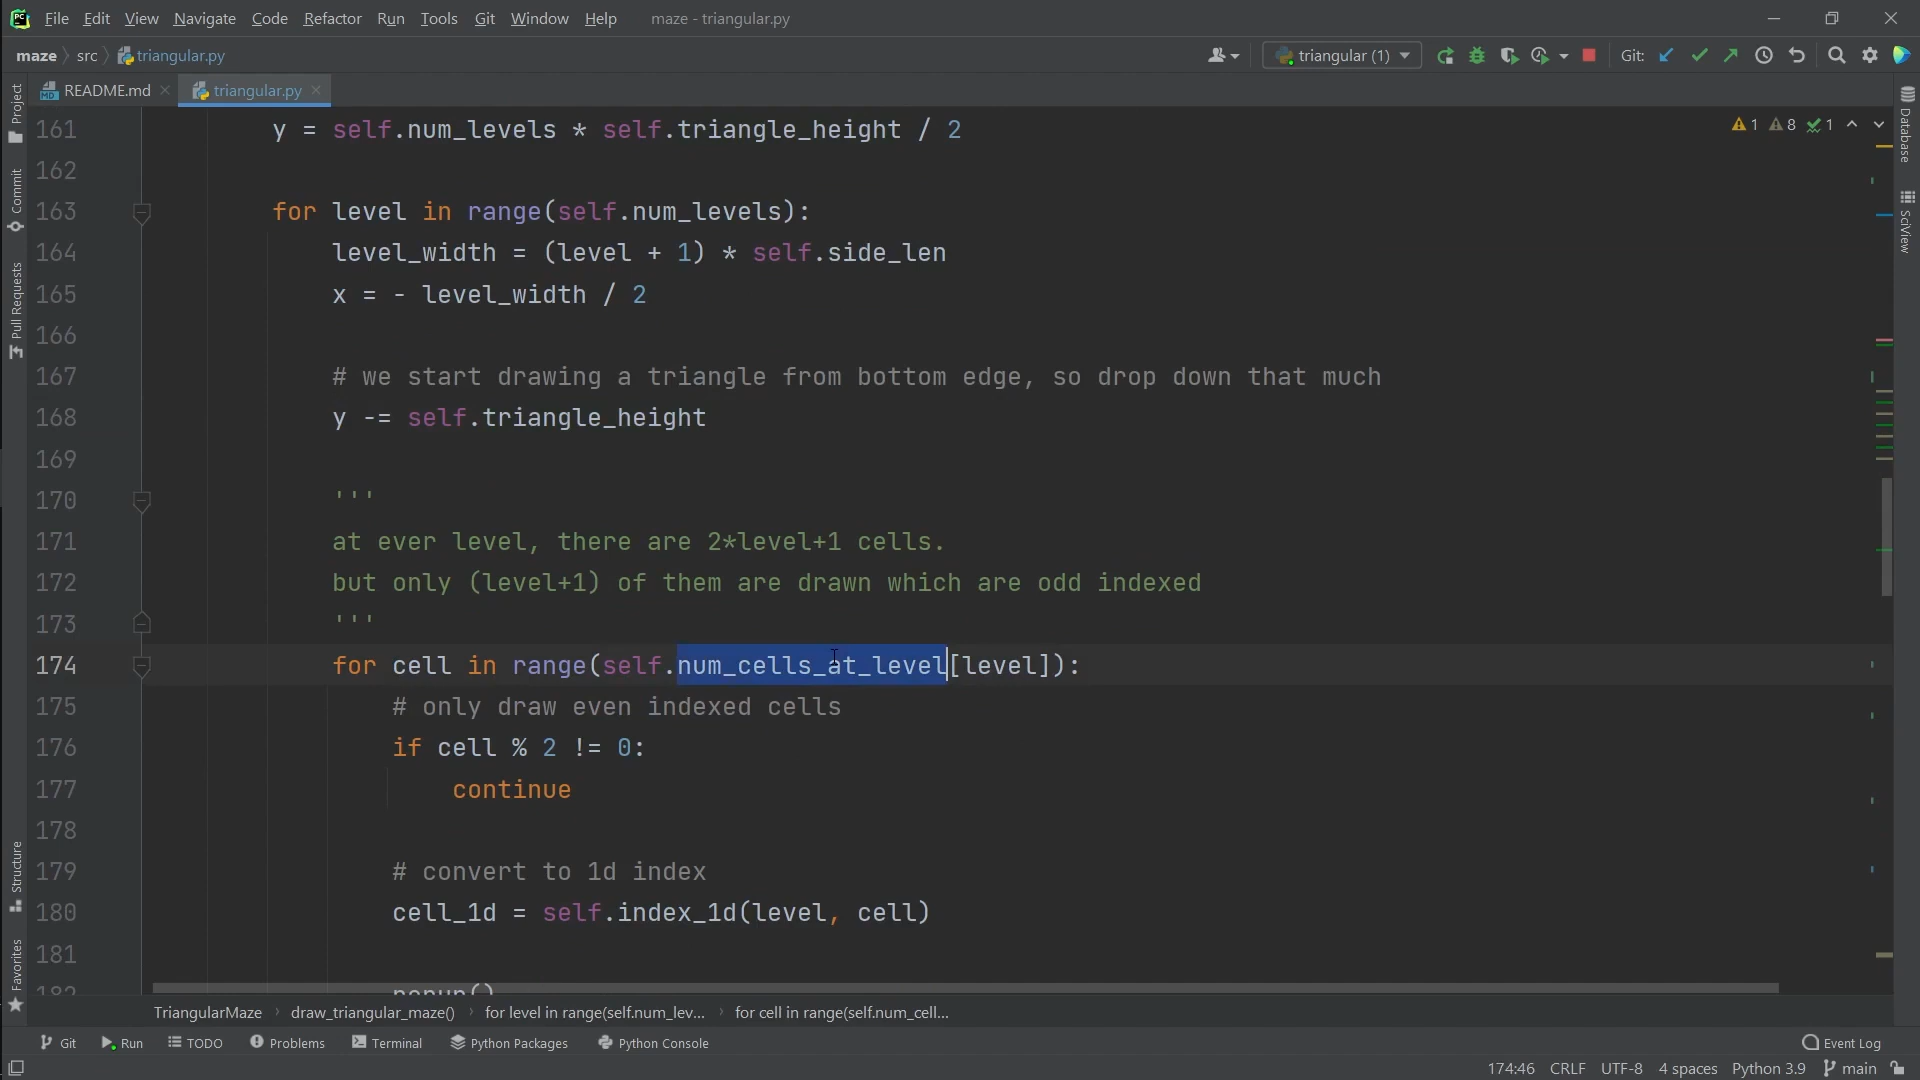 File Edit View Navigate Code Refactor Run Tools Git Window Help maze - triangular.py
maze src triangular.py triangular (1) Git:
README.md triangular.py
Project
Commit
Pull Requests
Structure
Favorites
Database
SciView
1 8 1
161 y = self.num_levels * self.triangle_height / 2
162
163 for level in range(self.num_levels):
164 level_width = (level + 1) * self.side_len
165 x = - level_width / 2
166
167 # we start drawing a triangle from bottom edge, so drop down that much
168 y -= self.triangle_height
169
170 '''
171 at ever level, there are 2*level+1 cells.
172 but only (level+1) of them are drawn which are odd indexed
173 '''
174 for cell in range(self.num_cells_at_level[level]):
175 # only draw even indexed cells
176 if cell % 2 != 0:
177 continue
178
179 # convert to 1d index
180 cell_1d = self.index_1d(level, cell)
181
182 penup()
TriangularMaze draw_triangular_maze() for level in range(self.num_lev... for cell in range(self.num_cell...
Git Run TODO Problems Terminal Python Packages Python Console Event Log
174:46 CRLF UTF-8 4 spaces Python 3.9 main